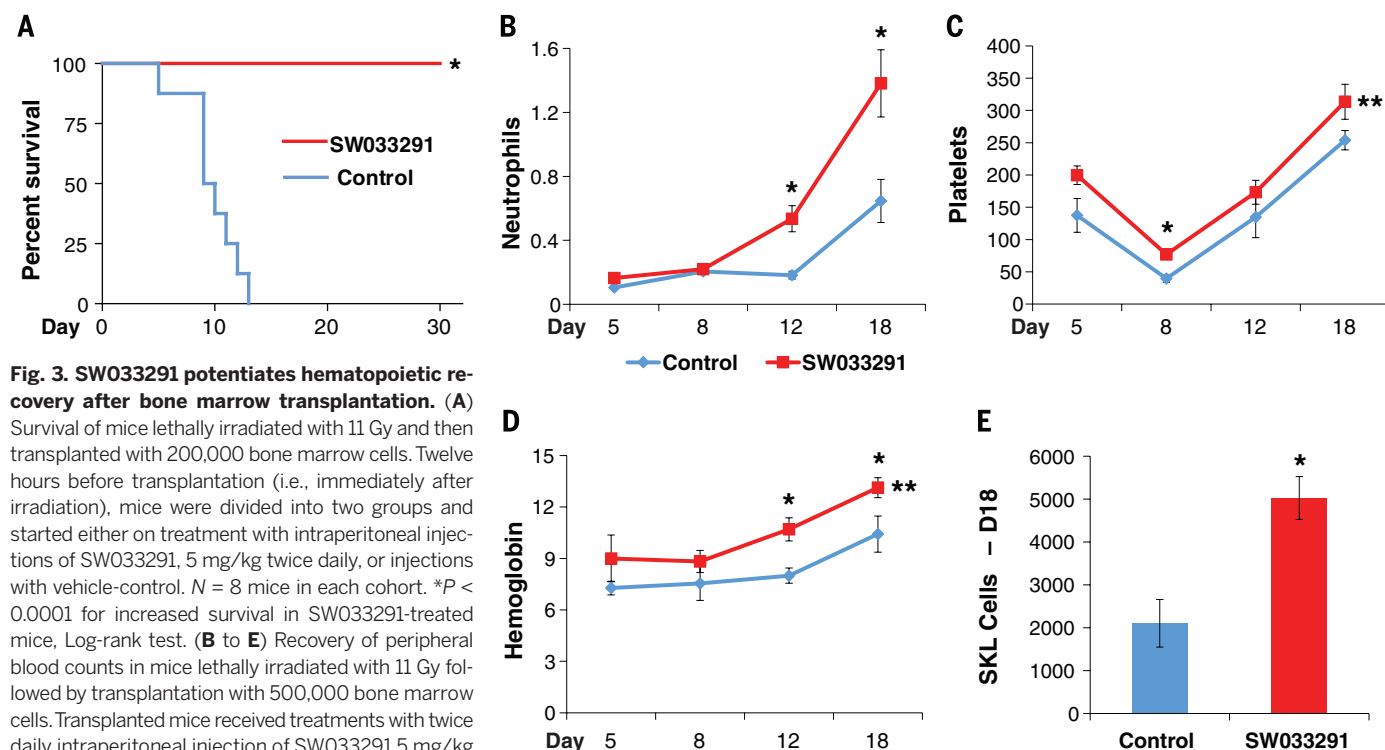 A
Percent survival
100
75
50
25
0
SW033291
Control
*
Day 0 10 20 30
B
Neutrophils
1.6
1.2
0.8
0.4
0
*
*
Day 5 8 12 18
Control SW033291
C
Platelets
400
350
300
250
200
150
100
50
0
*
**
Day 5 8 12 18
Fig. 3. SW033291 potentiates hematopoietic re-
covery after bone marrow transplantation. (A)
Survival of mice lethally irradiated with 11 Gy and then
transplanted with 200,000 bone marrow cells. Twelve
hours before transplantation (i.e., immediately after
irradiation), mice were divided into two groups and
started either on treatment with intraperitoneal injec-
tions of SW033291, 5 mg/kg twice daily, or injections
with vehicle-control. N = 8 mice in each cohort. *P <
0.0001 for increased survival in SW033291-treated
mice, Log-rank test. (B to E) Recovery of peripheral
blood counts in mice lethally irradiated with 11 Gy fol-
lowed by transplantation with 500,000 bone marrow
cells. Transplanted mice received treatments with twice
daily intraperitoneal injection of SW033291 5 mg/kg
D
Hemoglobin
15
12
9
6
3
0
*
*
**
Day 5 8 12 18
E
SKL Cells – D18
6000
5000
4000
3000
2000
1000
0
*
Control SW033291